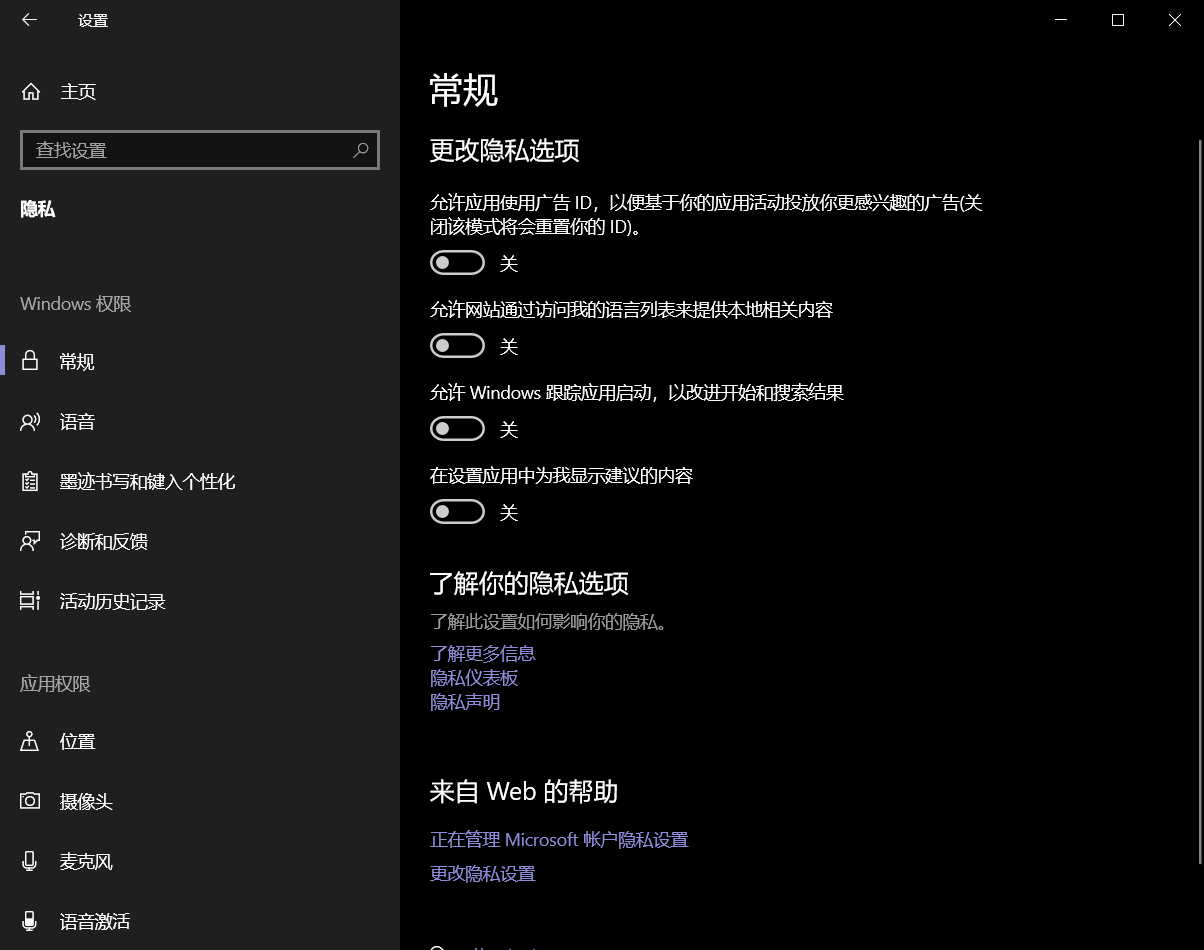 设置
主页
查找设置
隐私
Windows 权限
常规
语音
墨迹书写和键入个性化
诊断和反馈
活动历史记录
应用权限
位置
摄像头
麦克风
语音激活
常规
更改隐私选项
允许应用使用广告 ID，以便基于你的应用活动投放你更感兴趣的广告(关
闭该模式将会重置你的 ID)。
关
允许网站通过访问我的语言列表来提供本地相关内容
关
允许 Windows 跟踪应用启动，以改进开始和搜索结果
关
在设置应用中为我显示建议的内容
关
了解你的隐私选项
了解此设置如何影响你的隐私。
了解更多信息
隐私仪表板
隐私声明
来自 Web 的帮助
正在管理 Microsoft 帐户隐私设置
更改隐私设置